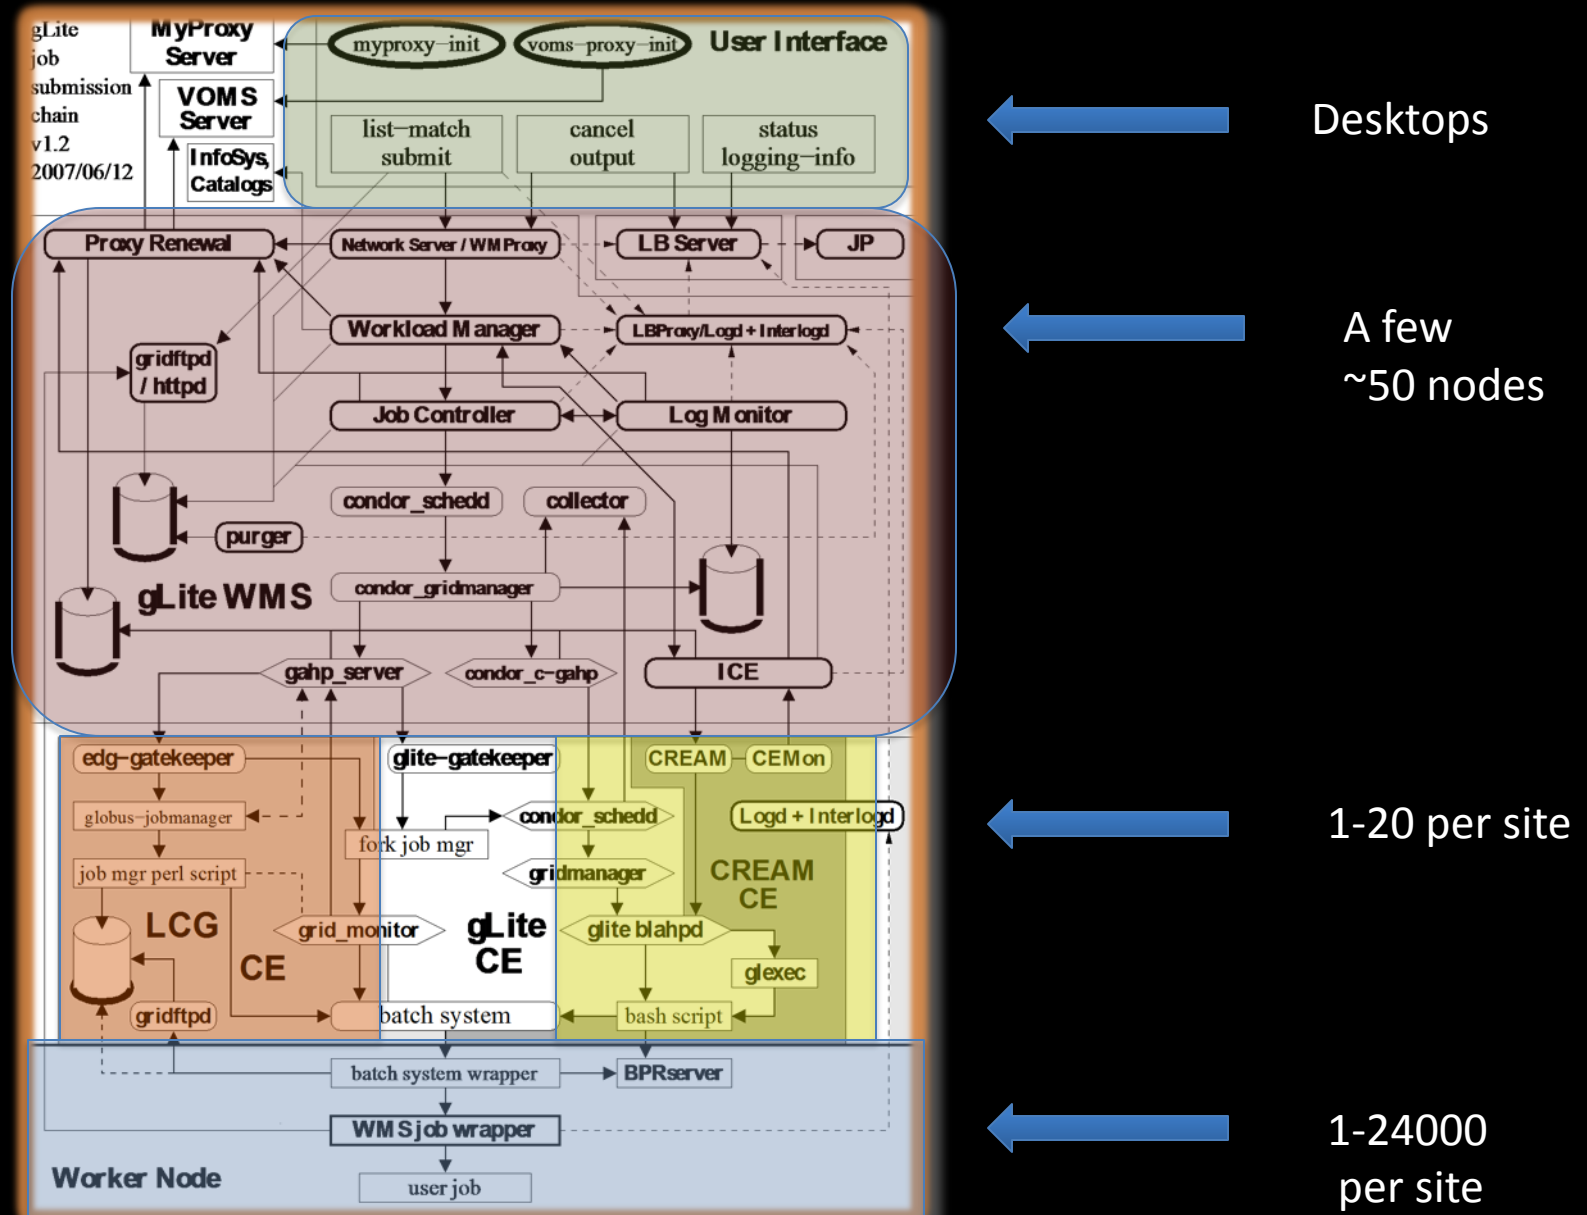 gLite
job
submission
chain
v1.2
2007/06/12
MyProxy
Server
VOMS
Server
InfoSys,
Catalogs
myproxy−init
voms−proxy−init
User Interface
list−match
submit
cancel
output
status
logging−info
Desktops
Proxy Renewal
Network Server / WMProxy
LB Server
JP
Workload Manager
LBProxy/Logd + Interlogd
gridftpd
/ httpd
Job Controller
Log Monitor
condor_schedd
collector
purger
condor_gridmanager
gLite WMS
gahp_server
condor_c−gahp
ICE
A few
~50 nodes
edg−gatekeeper
glite−gatekeeper
CREAM
CEMon
globus−jobmanager
condor_schedd
Logd + Interlogd
fork job mgr
job mgr perl script
gridmanager
CREAM
CE
LCG
CE
grid_monitor
gLite
CE
glite blahpd
glexec
gridftpd
batch system
bash script
1-20 per site
batch system wrapper
BPRserver
WMS job wrapper
Worker Node
user job
1-24000
per site